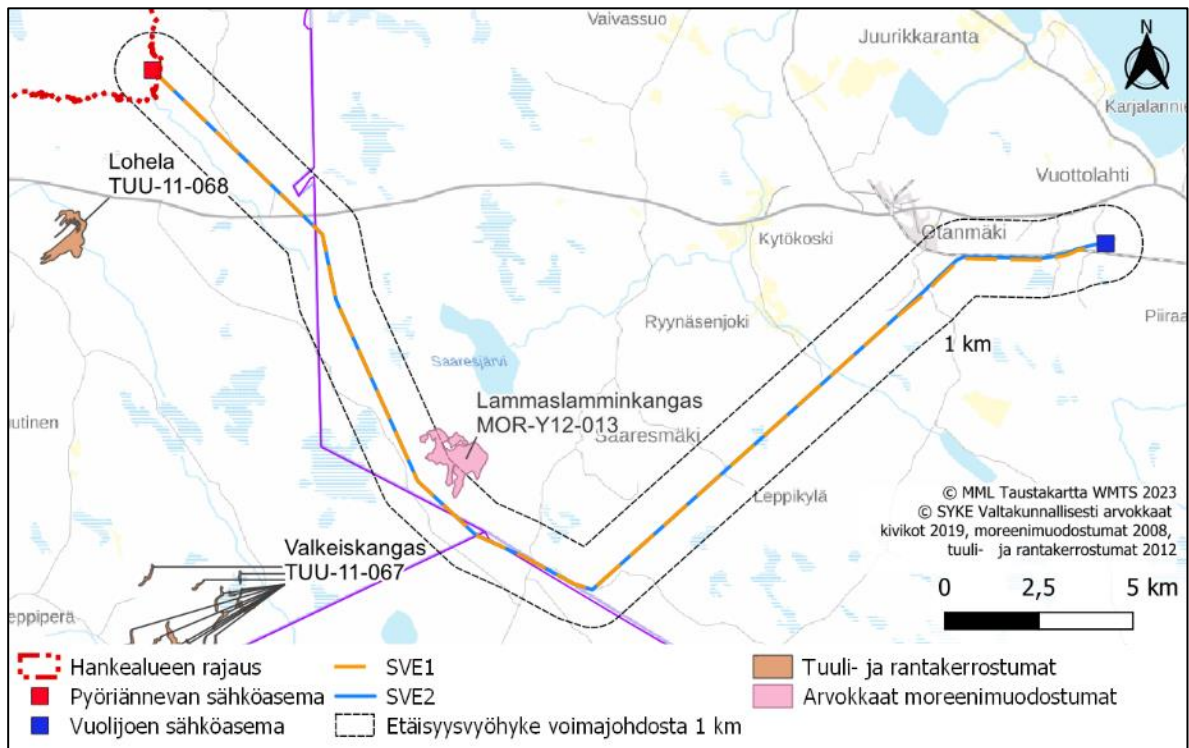 Vaivassuo
Juurikkaranta
N
Karjalanni
Lohela
TUU-11-068
Vuottolahti
Otanmäki
Kytökoski
Ryynäsenjoki
Piiraa
1 km
Saaresjärvi
Lammaslamminkangas
MOR-Y12-013
utinen
Saaresmäki
Leppikylä
© MML Taustakartta WMTS 2023
© SYKE Valtakunnallisesti arvokkaat
kivikot 2019, moreenimuodostumat 2008,
tuuli- ja rantakerrostumat 2012
Valkeiskangas
TUU-11-067
eppiperä
0 2,5 5 km
Hankealueen rajaus
Pyöriännevan sähköasema
Vuolijoen sähköasema
SVE1
SVE2
Etäisyysvyöhyke voimajohdosta 1 km
Tuuli- ja rantakerrostumat
Arvokkaat moreenimuodostumat